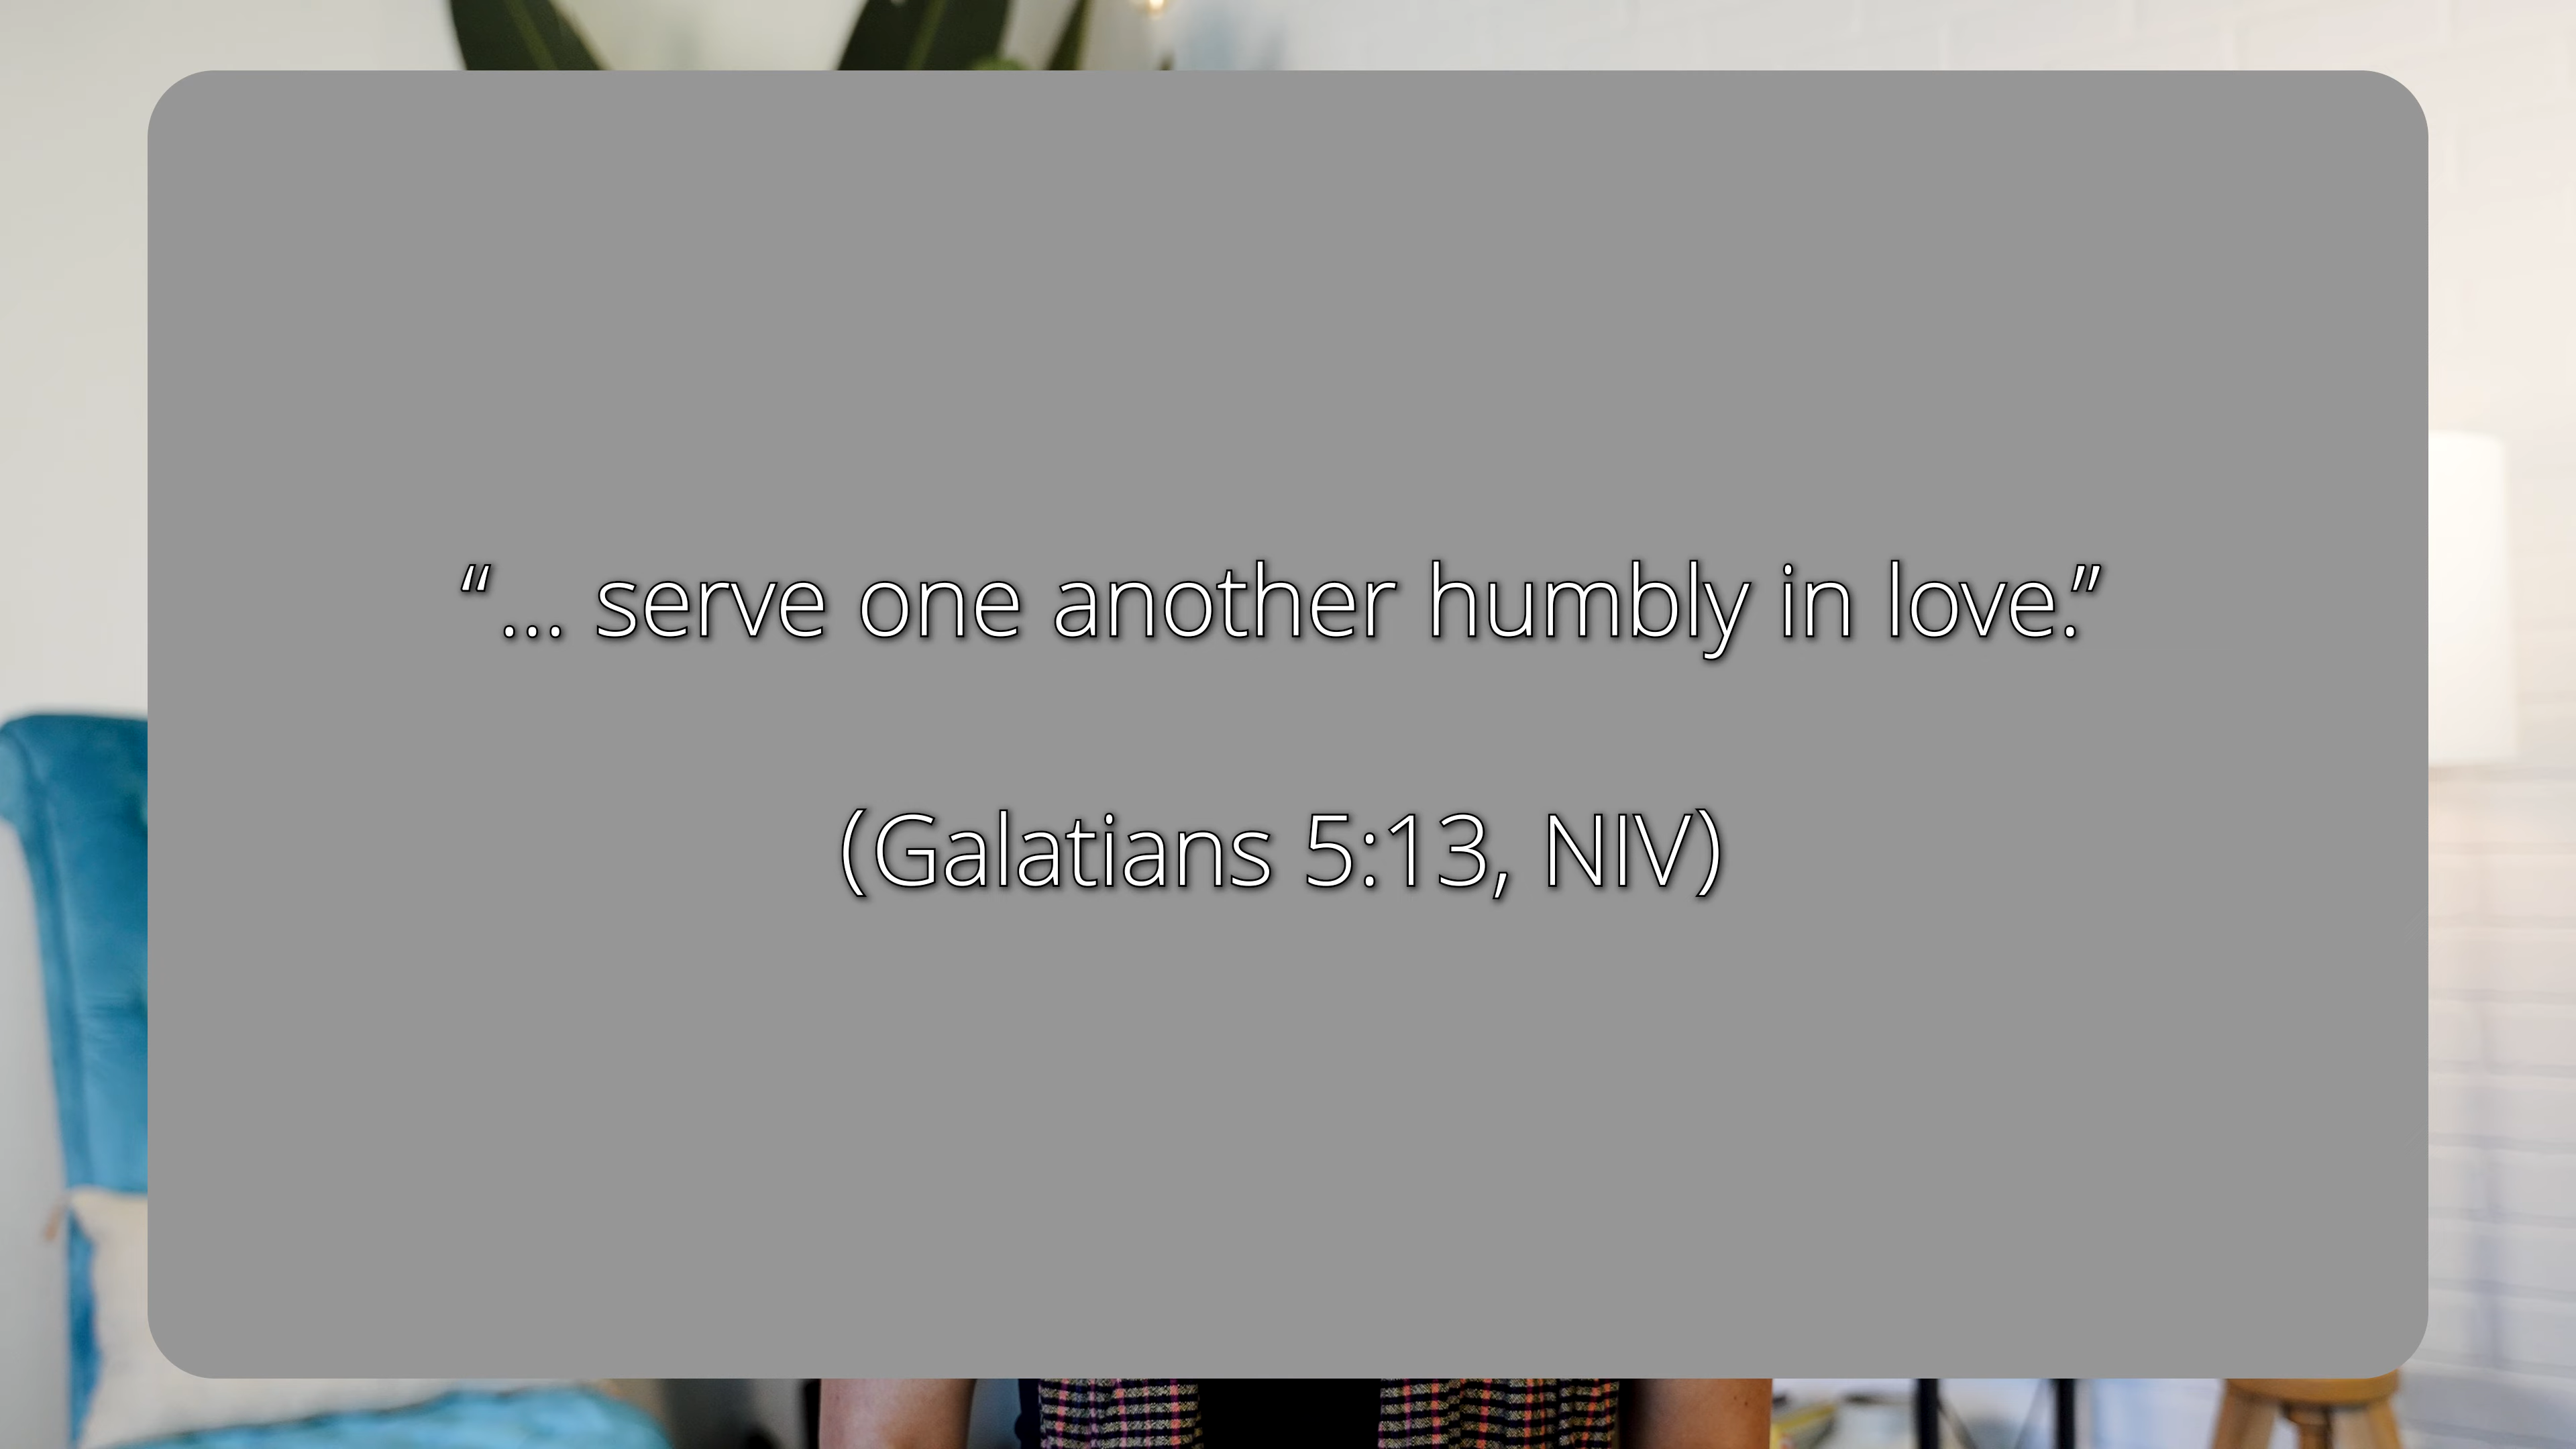 “... serve one another humbly in love.”
(Galatians 5:13, NIV)